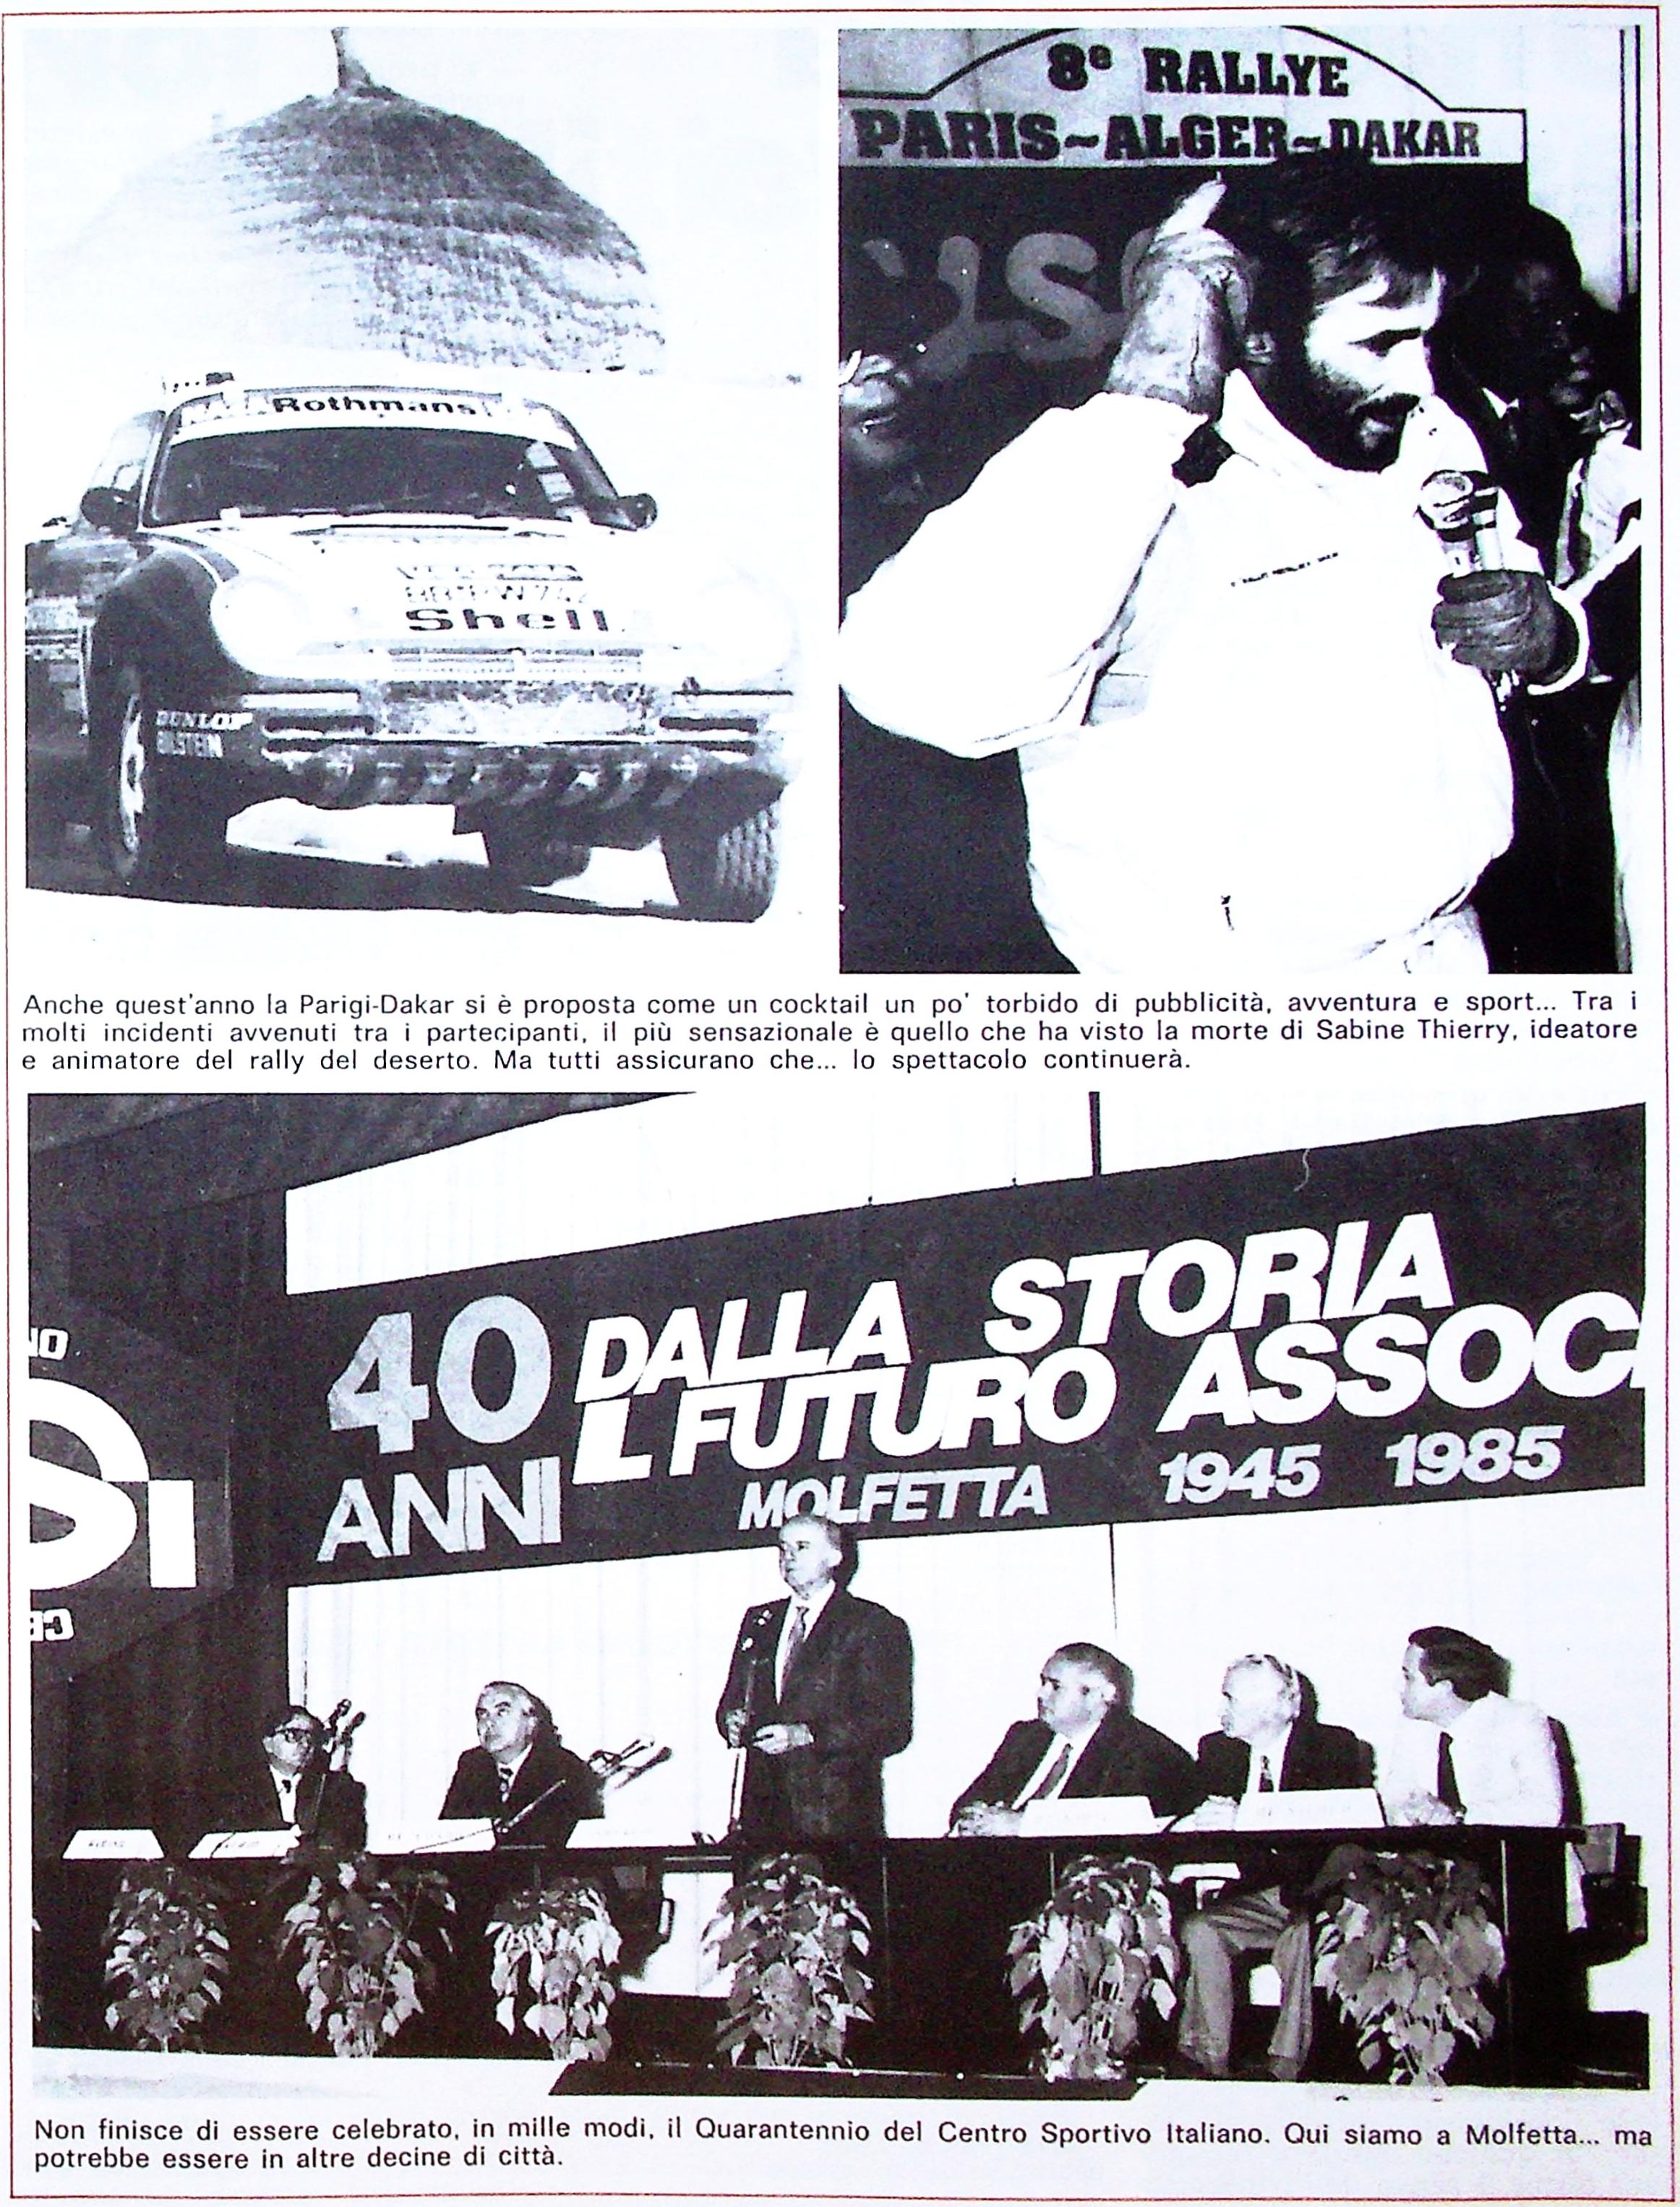 8e RALLYE
PARIS~ALGER~DAKAR
Rothmans
Shell
DUNLOP
BILSTEIN
Anche quest'anno la Parigi-Dakar si è proposta come un cocktail un po' torbido di pubblicità, avventura e sport... Tra i
molti incidenti avvenuti tra i partecipanti, il più sensazionale è quello che ha visto la morte di Sabine Thierry, ideatore
e animatore del rally del deserto. Ma tutti assicurano che... lo spettacolo continuerà.
40 DALLA STORIA
ANNI L FUTURO ASSOC
MOLFETTA 1945 1985
Non finisce di essere celebrato, in mille modi, il Quarantennio del Centro Sportivo Italiano. Qui siamo a Molfetta... ma
potrebbe essere in altre decine di città.